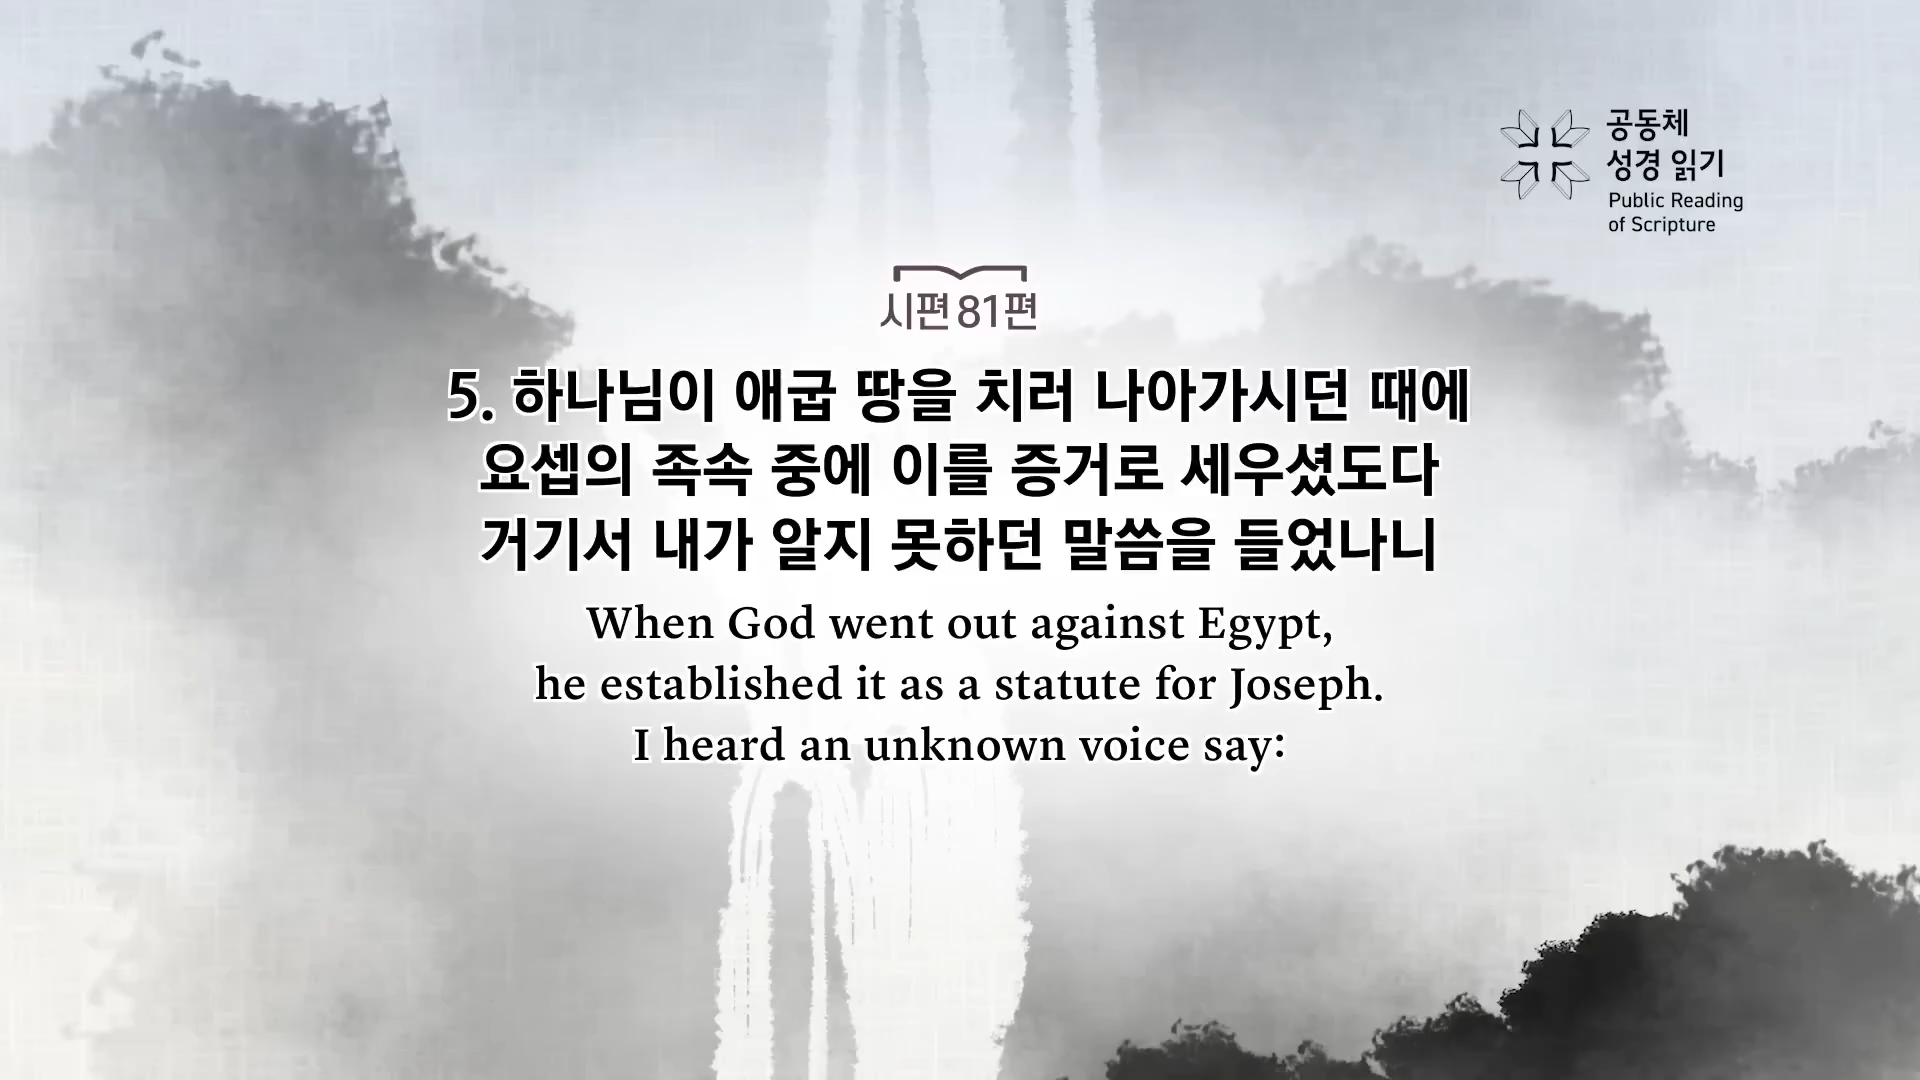 공동체
성경 읽기
Public Reading
of Scripture
시편 81편
5. 하나님이 애굽 땅을 치러 나아가시던 때에
요셉의 족속 중에 이를 증거로 세우셨도다
거기서 내가 알지 못하던 말씀을 들었나니
When God went out against Egypt,
he established it as a statute for Joseph.
I heard an unknown voice say: